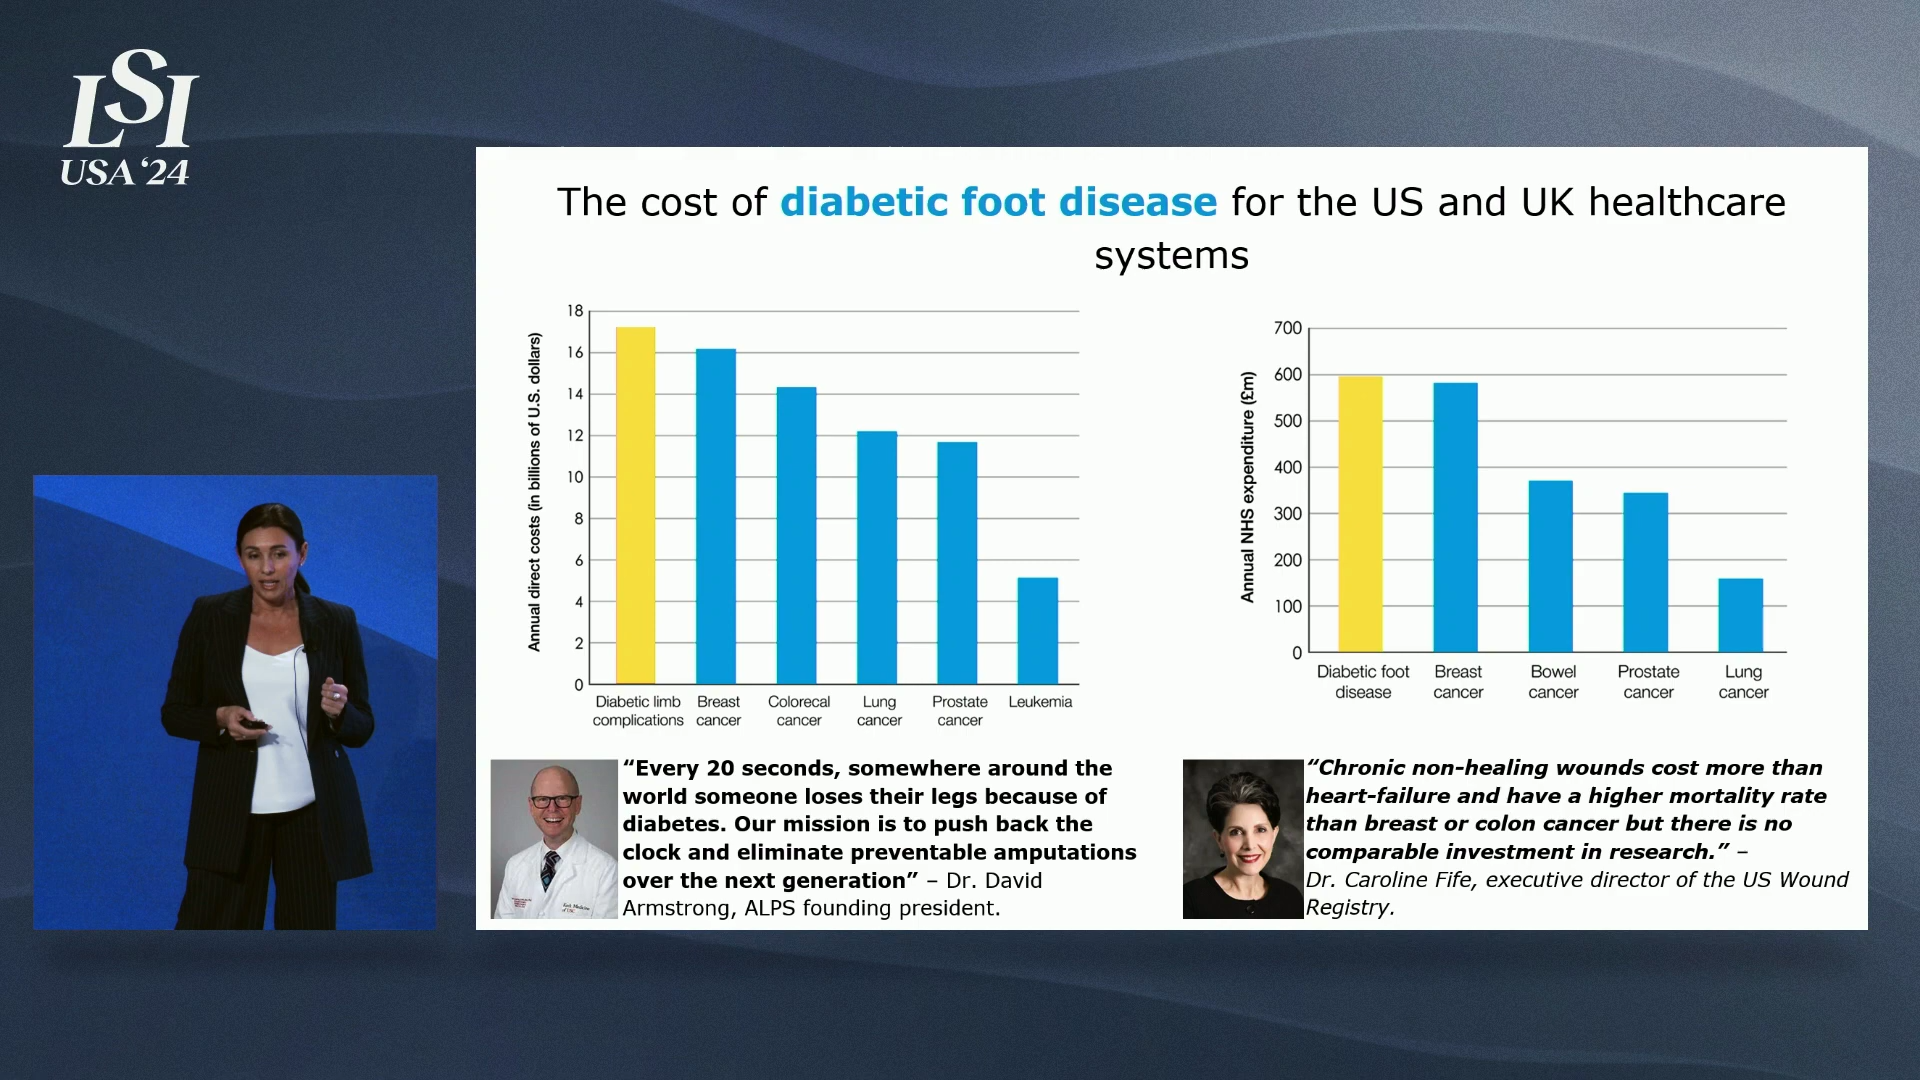 LSI
USA ‘24
The cost of diabetic foot disease for the US and UK healthcare
systems
Annual direct costs (in billions of U.S. dollars)
18
16
14
12
10
8
6
4
2
0
Diabetic limb
complications
Breast
cancer
Colorecal
cancer
Lung
cancer
Prostate
cancer
Leukemia
Annual NHS expenditure (£m)
700
600
500
400
300
200
100
0
Diabetic foot
disease
Breast
cancer
Bowel
cancer
Prostate
cancer
Lung
cancer
“Every 20 seconds, somewhere around the
world someone loses their legs because of
diabetes. Our mission is to push back the
clock and eliminate preventable amputations
over the next generation” – Dr. David
Armstrong, ALPS founding president.
“Chronic non-healing wounds cost more than
heart-failure and have a higher mortality rate
than breast or colon cancer but there is no
comparable investment in research.” –
Dr. Caroline Fife, executive director of the US Wound
Registry.